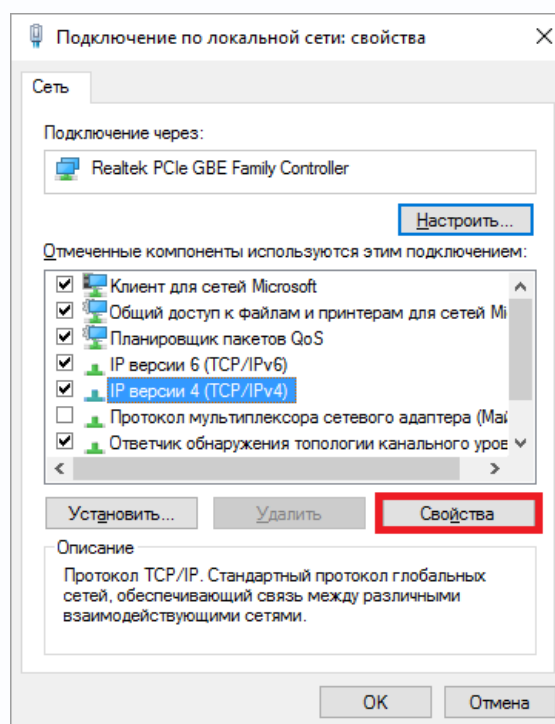 Подключение по локальной сети: свойства
Сеть
Подключение через:
Realtek PCIe GBE Family Controller
Настроить...
Отмеченные компоненты используются этим подключением:
Клиент для сетей Microsoft
Общий доступ к файлам и принтерам для сетей Mi
Планировщик пакетов QoS
IP версии 6 (TCP/IPv6)
IP версии 4 (TCP/IPv4)
Протокол мультиплексора сетевого адаптера (Май
Ответчик обнаружения топологии канального уров
Установить...
Удалить
Свойства
Описание
Протокол TCP/IP. Стандартный протокол глобальных
сетей, обеспечивающий связь между различными
взаимодействующими сетями.
OK
Отмена